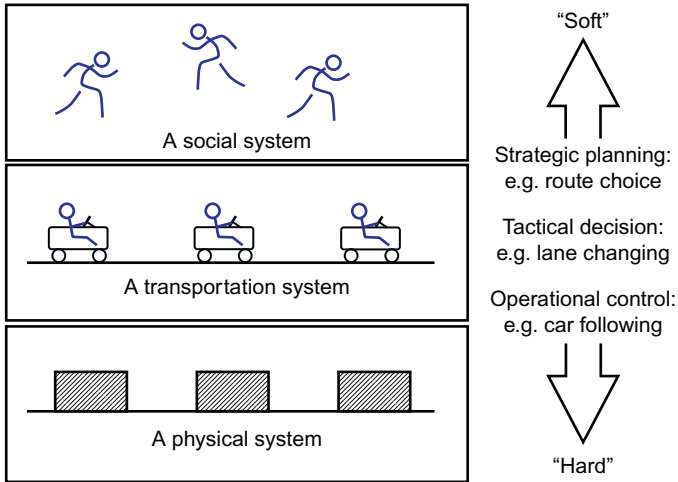 A social system
A transportation system
A physical system
“Soft”
Strategic planning:
e.g. route choice
Tactical decision:
e.g. lane changing
Operational control:
e.g. car following
“Hard”